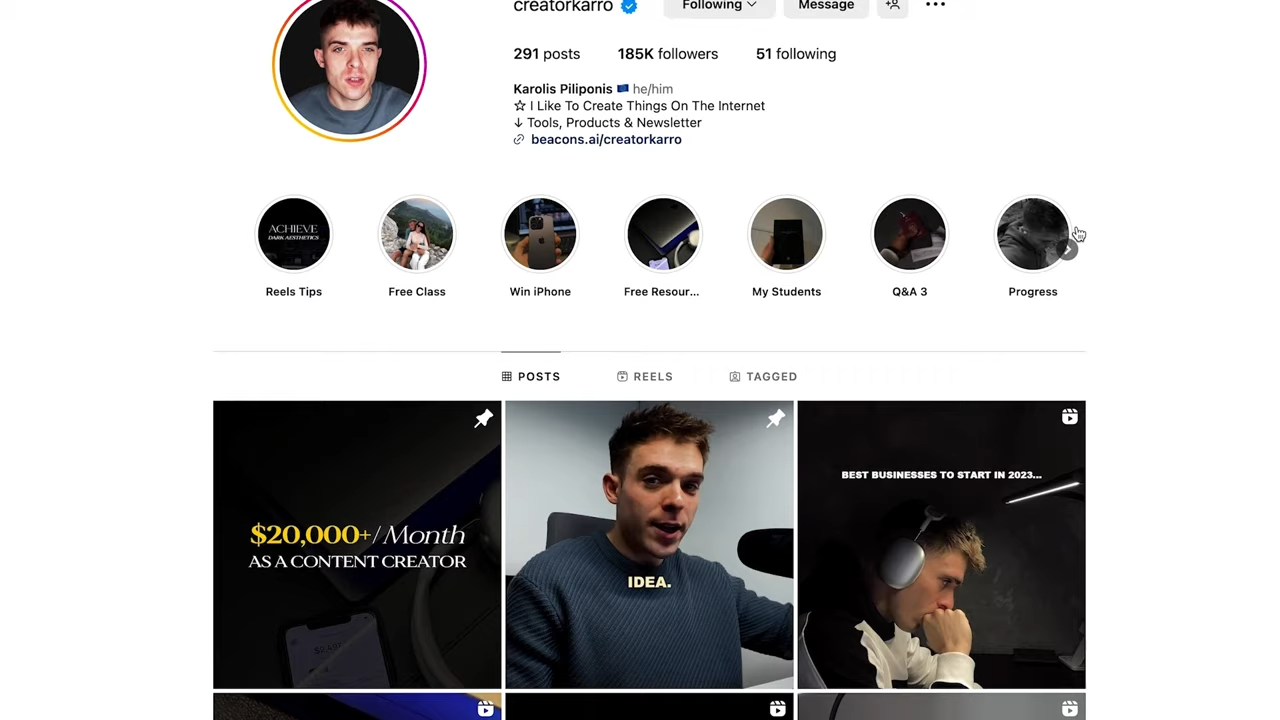 creatorkarro
Following
Message
291 posts
185K followers
51 following
Karolis Piliponis he/him
☆ I Like To Create Things On The Internet
↓ Tools, Products & Newsletter
beacons.ai/creatorkarro
ACHIEVE
DARK AESTHETICS
Reels Tips
Free Class
Win iPhone
Free Resour...
My Students
Q&A 3
Progress
POSTS
REELS
TAGGED
$20,000+/Month
AS A CONTENT CREATOR
IDEA.
BEST BUSINESSES TO START IN 2023...